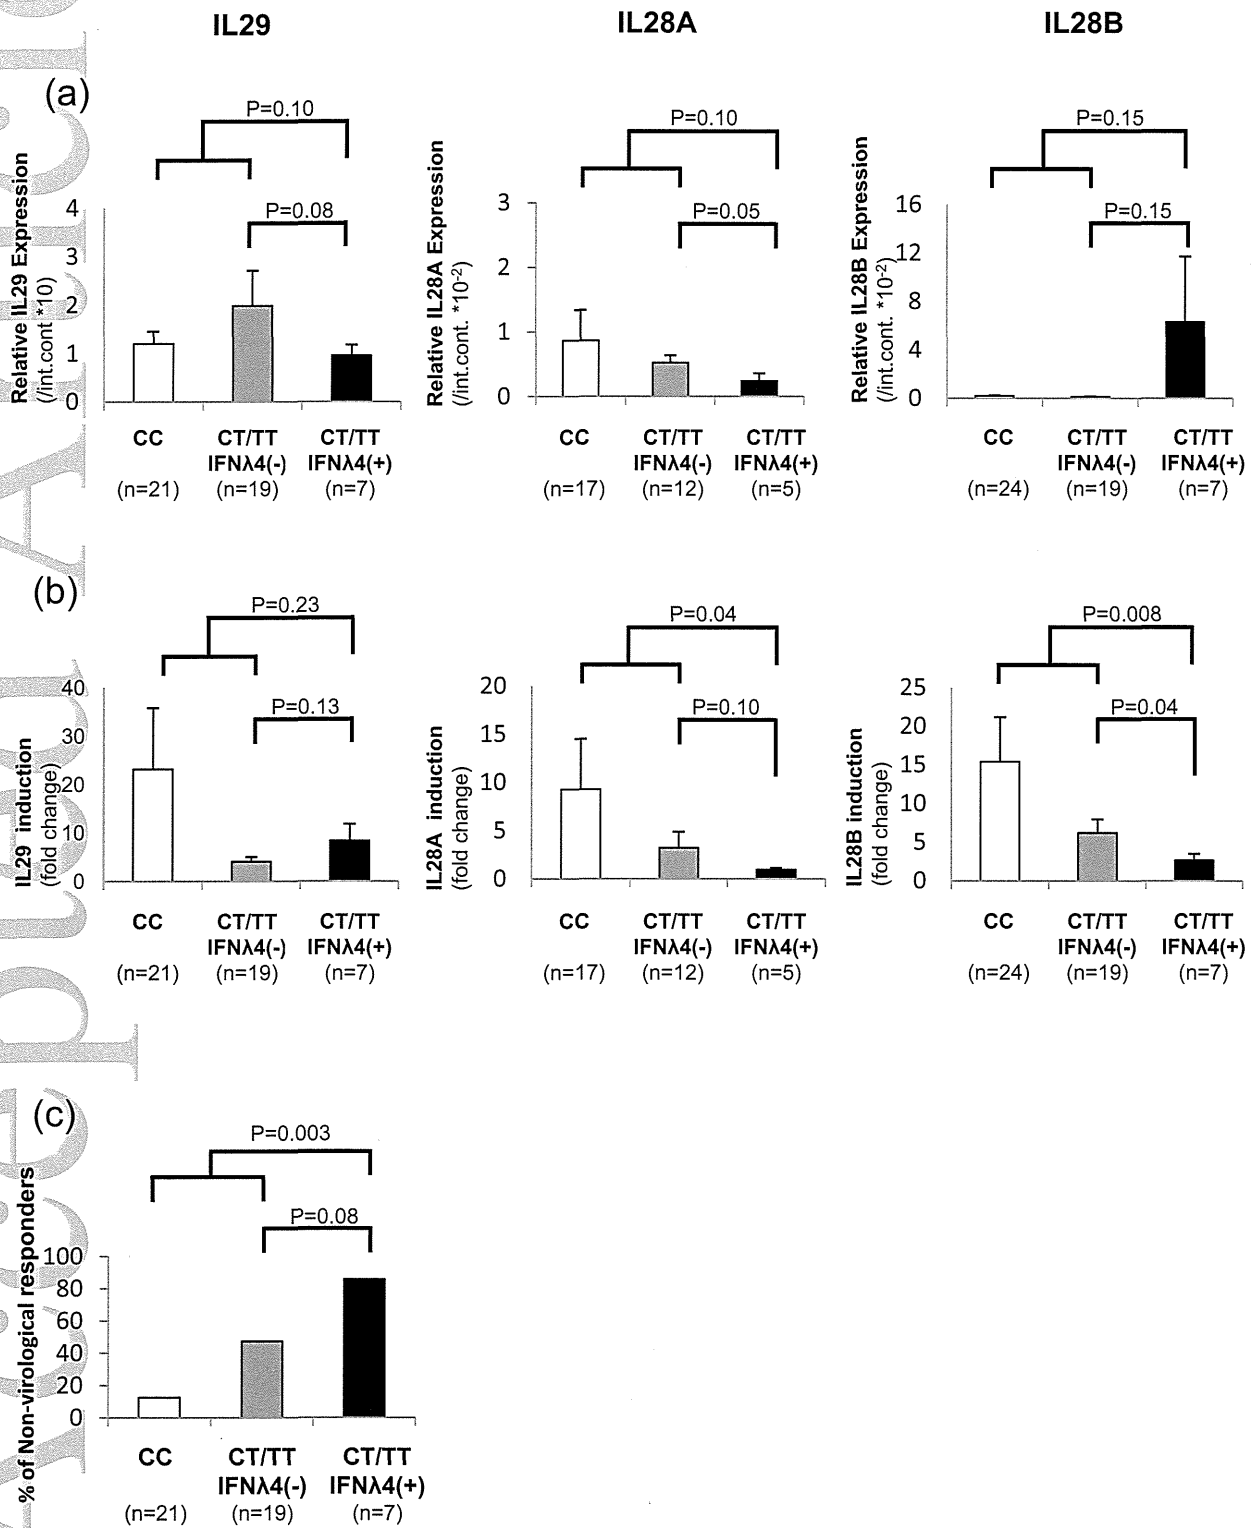 IL29
IL28A
IL28B
(a)
P=0.10
P=0.08
Relative IL29 Expression
(/int.cont *10)
4
3
2
1
0
CC
CT/TT
CT/TT
IFNλ4(-)
IFNλ4(+)
(n=21)
(n=19)
(n=7)
P=0.10
P=0.05
Relative IL28A Expression
(/int.cont. *10-2)
3
2
1
0
CC
CT/TT
CT/TT
IFNλ4(-)
IFNλ4(+)
(n=17)
(n=12)
(n=5)
P=0.15
P=0.15
Relative IL28B Expression
(/int.cont. *10-2)
16
12
8
4
0
CC
CT/TT
CT/TT
IFNλ4(-)
IFNλ4(+)
(n=24)
(n=19)
(n=7)
(b)
P=0.23
P=0.13
IL29 induction
(fold change)
40
30
20
10
0
CC
CT/TT
CT/TT
IFNλ4(-)
IFNλ4(+)
(n=21)
(n=19)
(n=7)
P=0.04
P=0.10
IL28A induction
(fold change)
20
15
10
5
0
CC
CT/TT
CT/TT
IFNλ4(-)
IFNλ4(+)
(n=17)
(n=12)
(n=5)
P=0.008
P=0.04
IL28B induction
(fold change)
25
20
15
10
5
0
CC
CT/TT
CT/TT
IFNλ4(-)
IFNλ4(+)
(n=24)
(n=19)
(n=7)
(c)
P=0.003
P=0.08
% of Non-virological responders
100
80
60
40
20
0
CC
CT/TT
CT/TT
IFNλ4(-)
IFNλ4(+)
(n=21)
(n=19)
(n=7)
Accepted Article